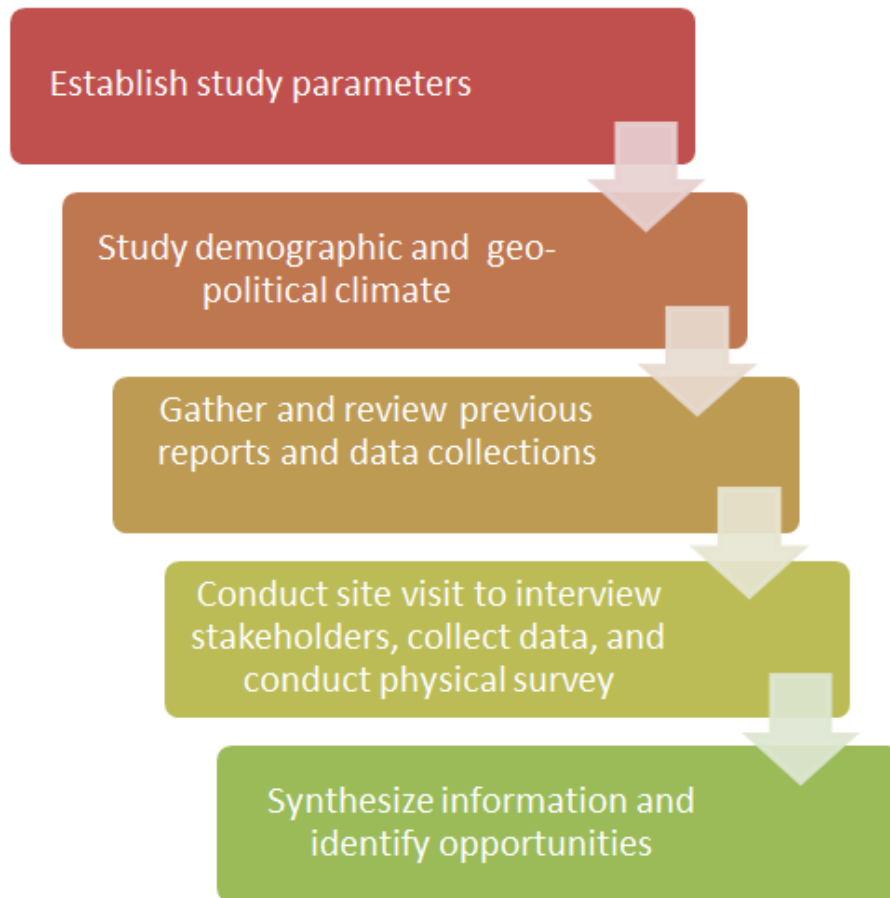 Establish study parameters
Study demographic and geo-
political climate
Gather and review previous
reports and data collections
Conduct site visit to interview
stakeholders, collect data, and
conduct physical survey
Synthesize information and
identify opportunities